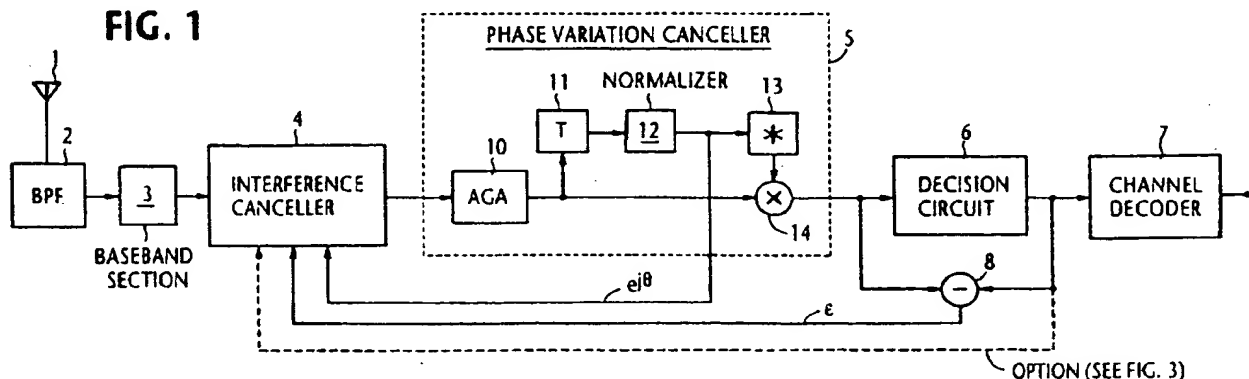 FIG. 1
PHASE VARIATION CANCELLER
5
1
11
NORMALIZER
13
2
4
T
12
*
6
7
10
BPF.
3
INTERFERENCE
CANCELLER
AGA
×
14
DECISION
CIRCUIT
CHANNEL
DECODER
BASEBAND
SECTION
8
−
ejθ
ε
OPTION (SEE FIG. 3)